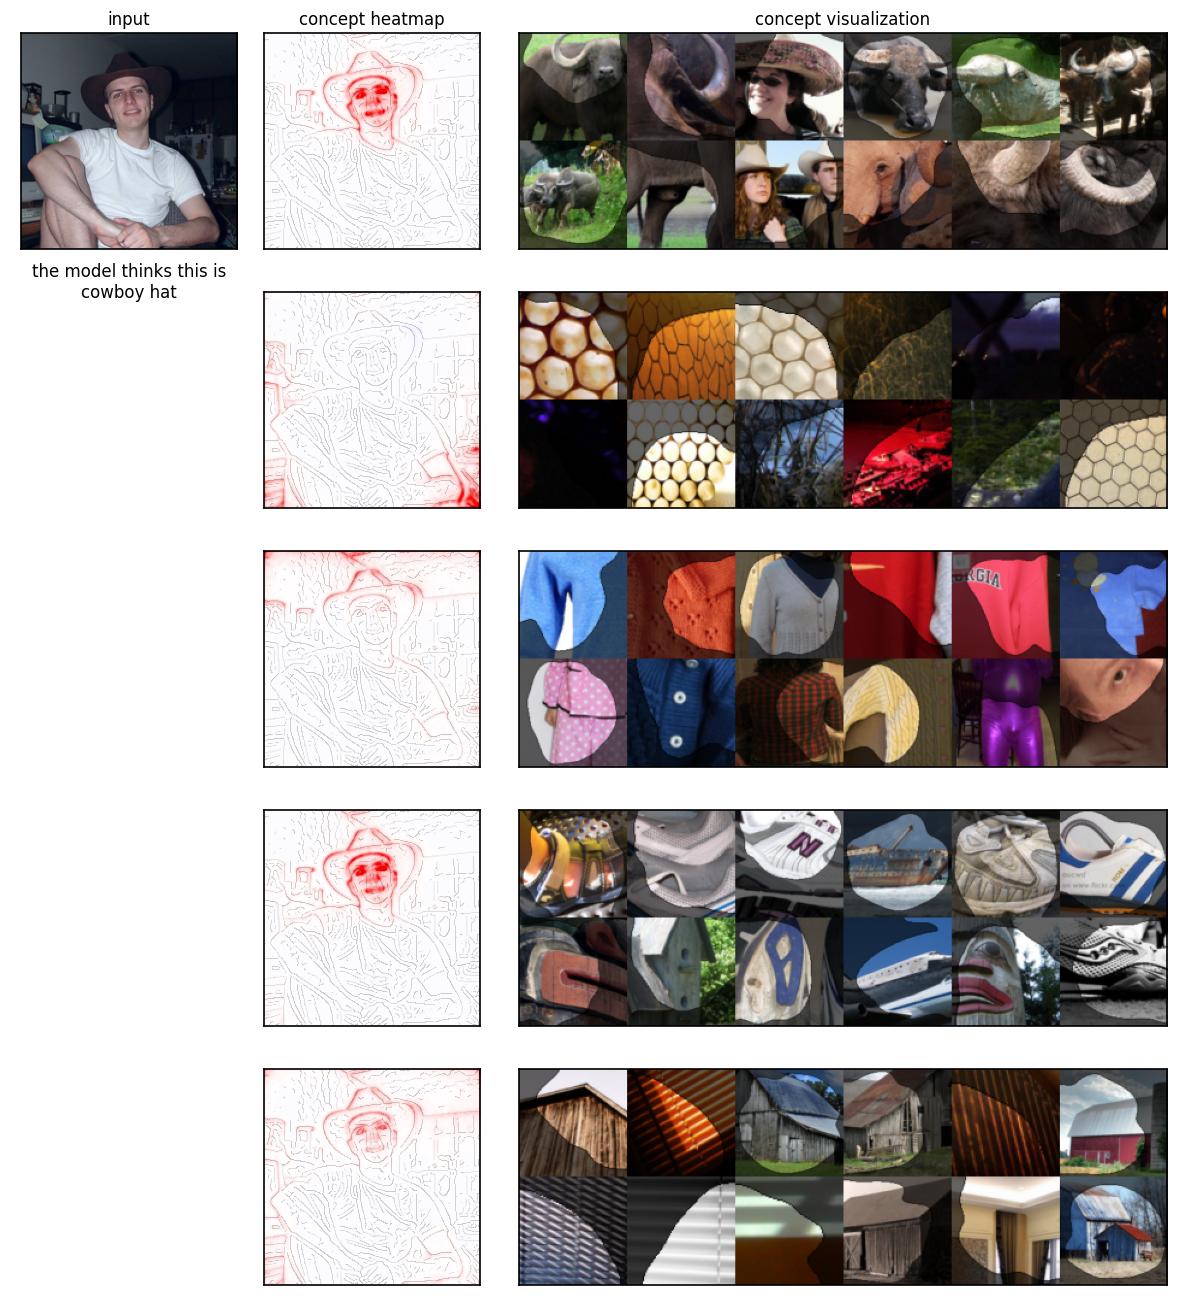 input
concept heatmap
concept visualization
the model thinks this is
cowboy hat
RGIA
N